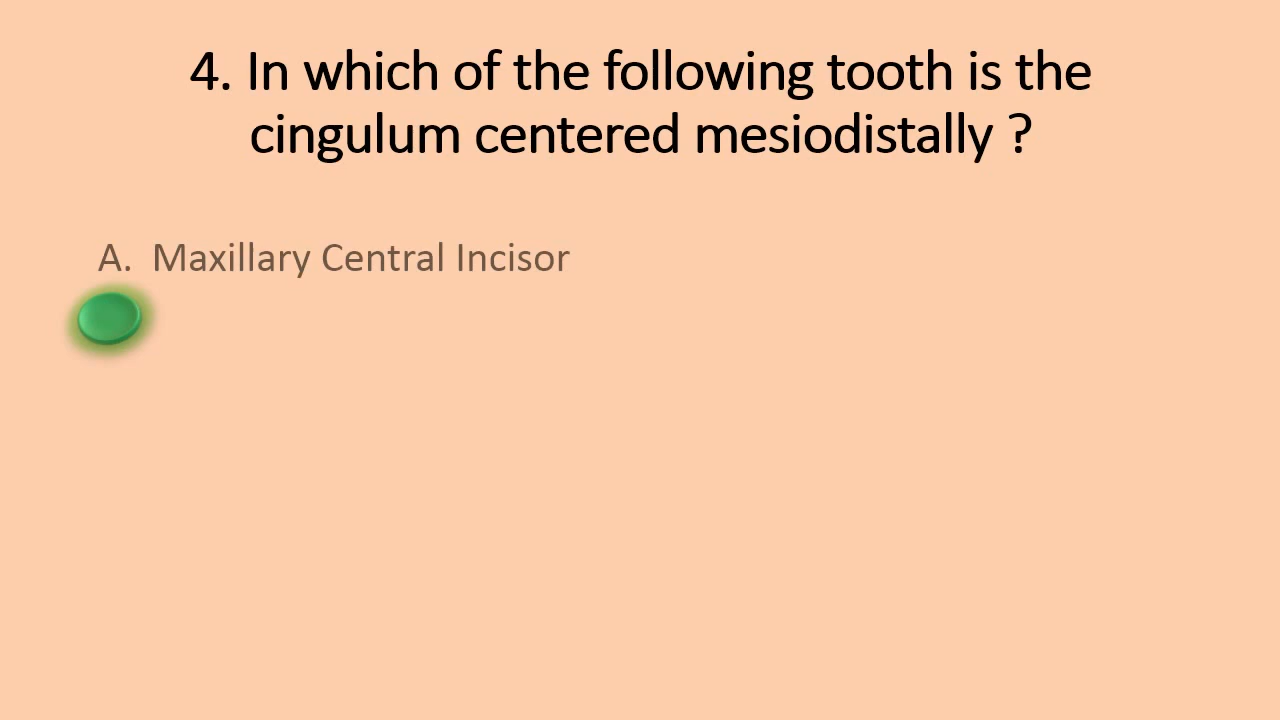 4. In which of the following tooth is the
cingulum centered mesiodistally ?
A. Maxillary Central Incisor